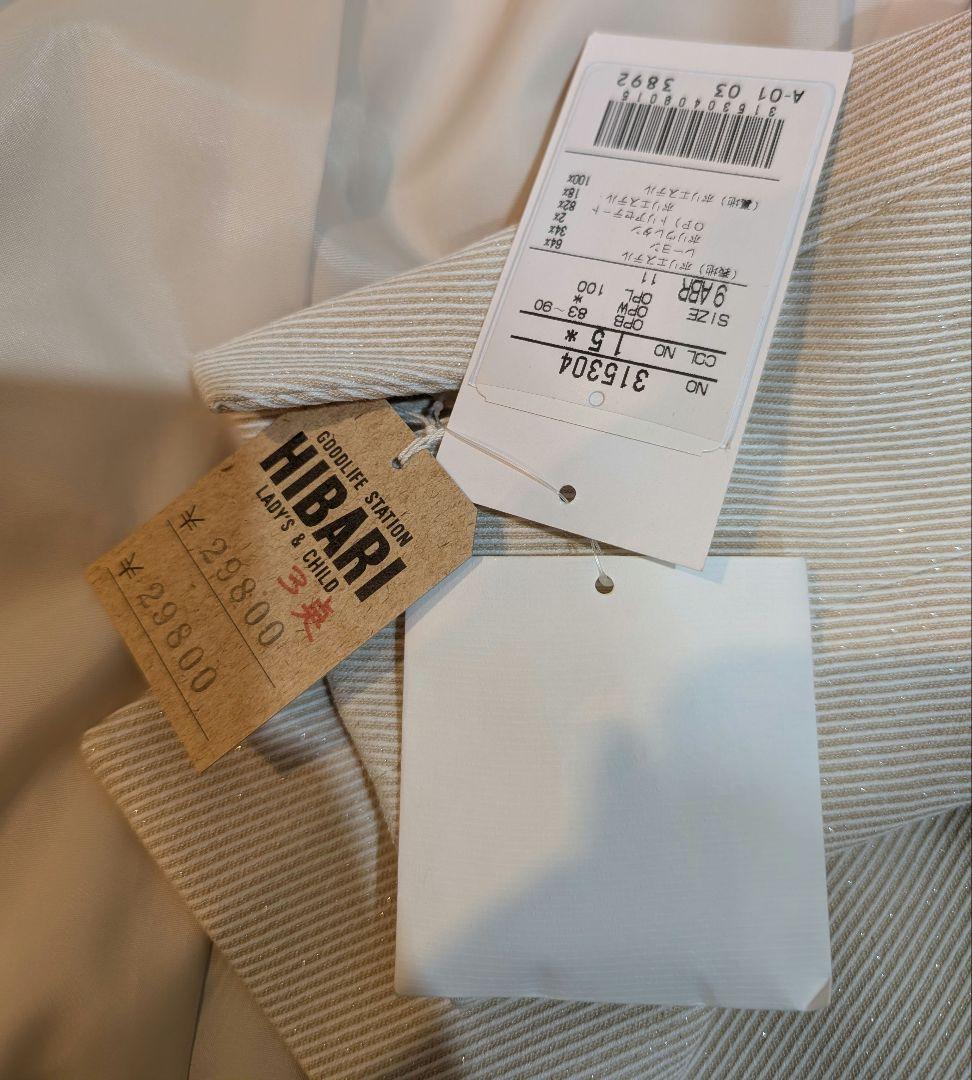 NO 315304
COL NO 15 *
SIZE OPB 83~90
OPW *
9ABR OPL 100
11
(表地) ポリエステル 64%
レーヨン 34%
ポリウレタン 2%
OP) トリアセテート 82%
ポリエステル 18%
(裏地) ポリエステル 100%
31530409015
A-01 03 3892
GOODLIFE STATION
HIBARI
LADY'S & CHILD
29800
29800